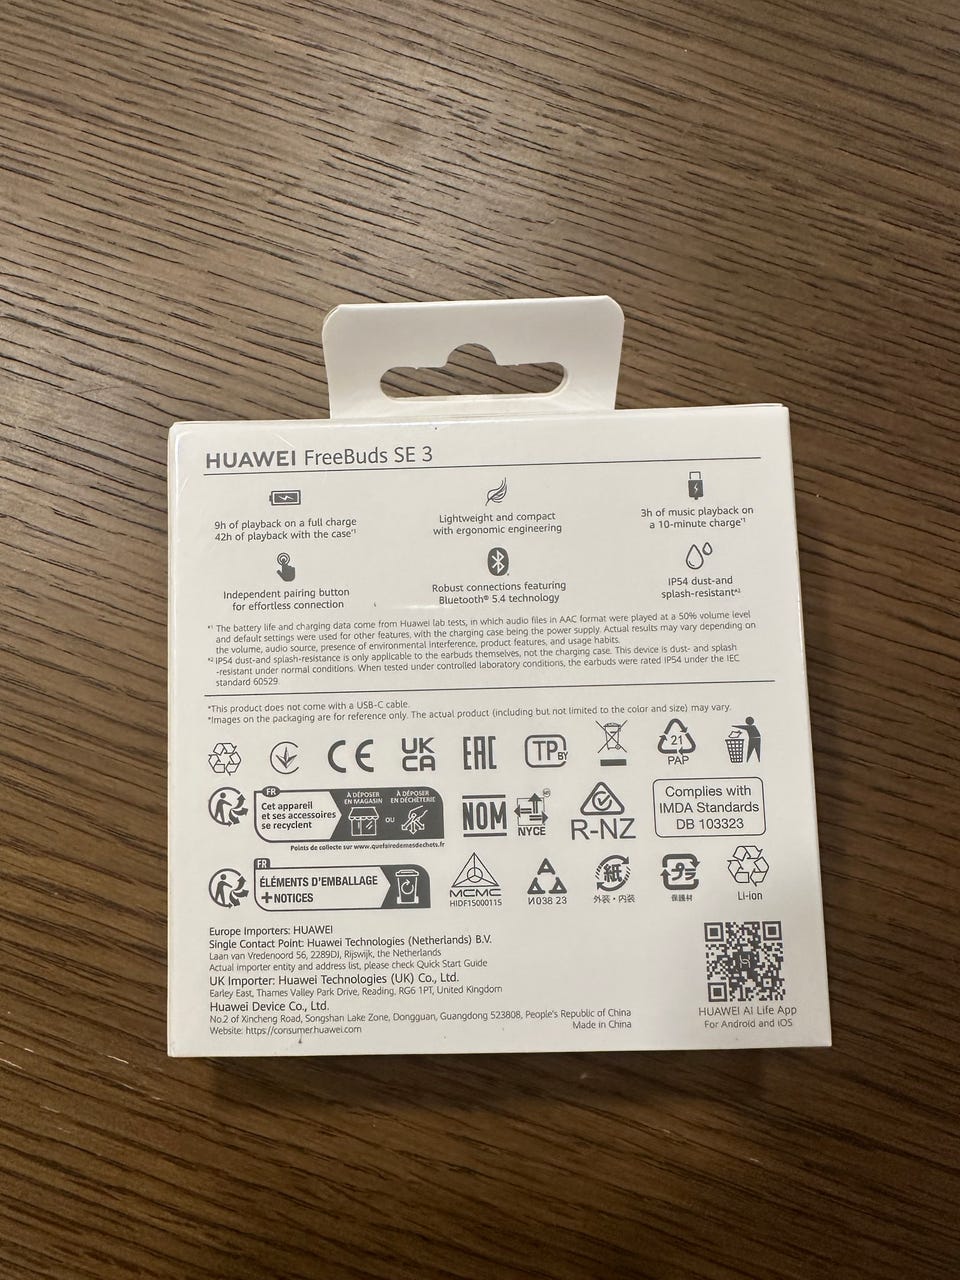 HUAWEI FreeBuds SE 3
9h of playback on a full charge
42h of playback with the case*1
Lightweight and compact
with ergonomic engineering
3h of music playback on
a 10-minute charge*1
Independent pairing button
for effortless connection
Robust connections featuring
Bluetooth® 5.4 technology
IP54 dust-and
splash-resistant*2
*1 The battery life and charging data come from Huawei lab tests, in which audio files in AAC format were played at a 50% volume level
and default settings were used for other features, with the charging case being the power supply. Actual results may vary depending on
the volume, audio source, presence of environmental interference, product features, and usage habits.
*2 IP54 dust-and splash-resistance is only applicable to the earbuds themselves, not the charging case. This device is dust- and splash
-resistant under normal conditions. When tested under controlled laboratory conditions, the earbuds were rated IP54 under the IEC
standard 60529.
*This product does not come with a USB-C cable.
*Images on the packaging are for reference only. The actual product (including but not limited to the color and size) may vary.
CE
UK
CA
EAC
TP BY
21
PAP
FR
Cet appareil
et ses accessoires
se recyclent
À DÉPOSER
EN MAGASIN
OU
À DÉPOSER
EN DÉCHÈTERIE
Points de collecte sur www.quefairedemesdechets.fr
NOM
NYCE
R-NZ
Complies with
IMDA Standards
DB 103323
FR
ÉLÉMENTS D'EMBALLAGE
+ NOTICES
MCMC
HIDF15000115
И038 23
紙
外装・内装
プラ
保護材
Li-ion
Europe Importers: HUAWEI
Single Contact Point: Huawei Technologies (Netherlands) B.V.
Laan van Vredenoord 56, 2289DJ, Rijswijk, the Netherlands
Actual importer entity and address list, please check Quick Start Guide
UK Importer: Huawei Technologies (UK) Co., Ltd.
Earley East, Thames Valley Park Drive, Reading, RG6 1PT, United Kingdom
Huawei Device Co., Ltd.
No.2 of Xincheng Road, Songshan Lake Zone, Dongguan, Guangdong 523808, People's Republic of China
Website: https://consumer.huawei.com
Made in China
HUAWEI AI Life App
For Android and iOS